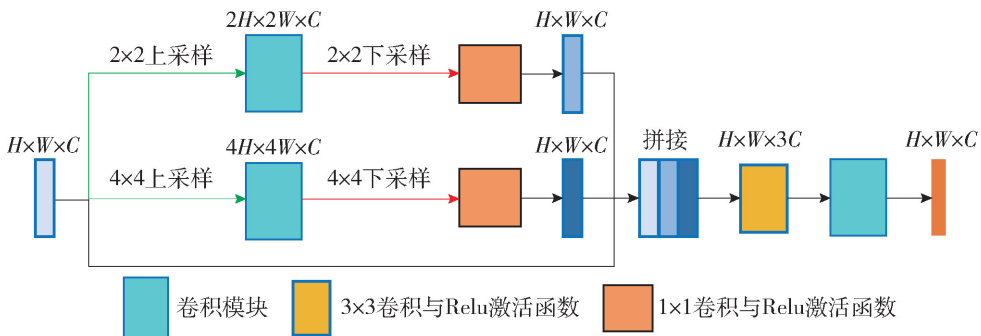 2H×2W×C
H×W×C
2×2上采样
2×2下采样
H×W×C
4H×4W×C
H×W×C
拼接
H×W×3C
H×W×C
4×4上采样
4×4下采样
卷积模块
3×3卷积与Relu激活函数
1×1卷积与Relu激活函数